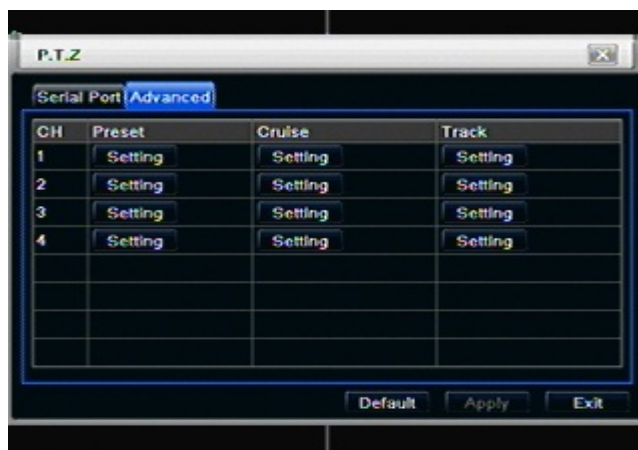 P.T.Z
Serial Port Advanced
CH Preset Cruise Track
1 Setting Setting Setting
2 Setting Setting Setting
3 Setting Setting Setting
4 Setting Setting Setting
Default Apply Exit